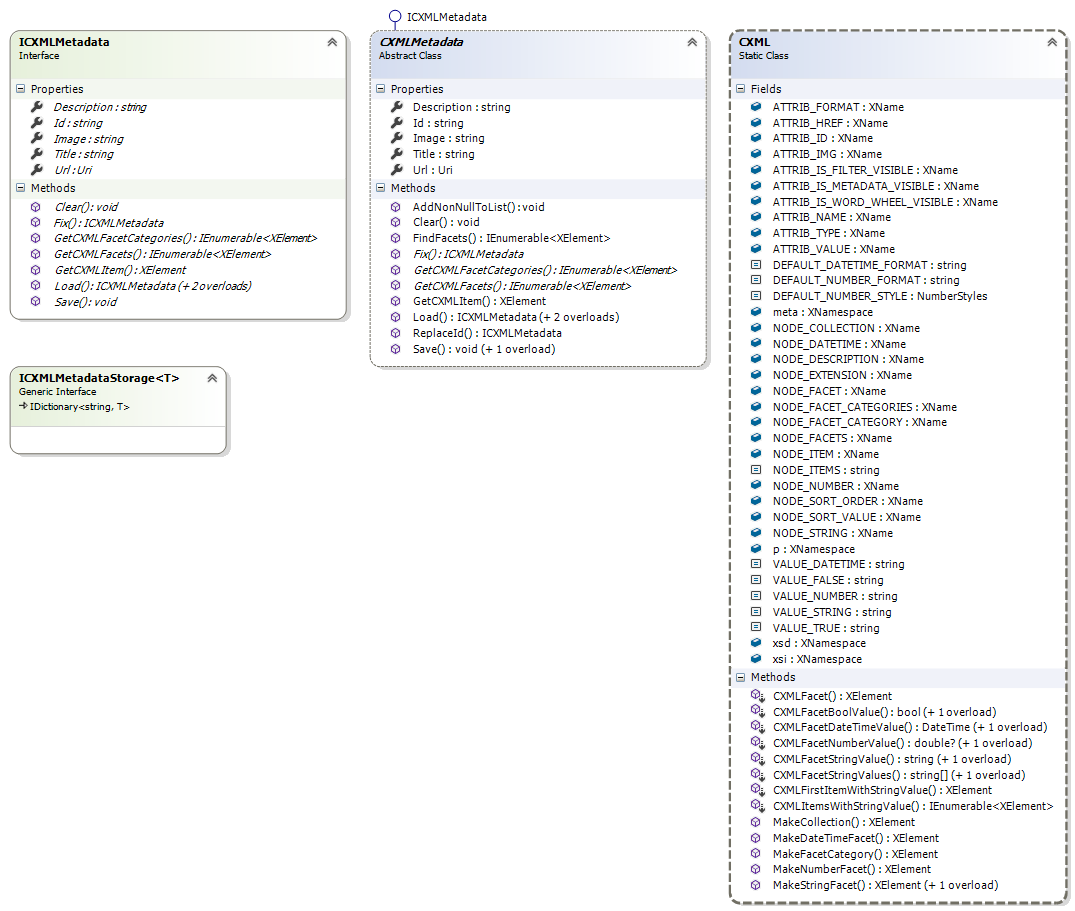 ICXMLMetadata
Interface
Properties
Description : string
Id : string
Image : string
Title : string
Url : Uri
Methods
Clear() : void
Fix() : ICXMLMetadata
GetCXMLFacetCategories() : IEnumerable<XElement>
GetCXMLFacets() : IEnumerable<XElement>
GetCXMLItem() : XElement
Load() : ICXMLMetadata (+ 2 overloads)
Save() : void
ICXMLMetadataStorage<T>
Generic Interface
IDictionary<string, T>
ICXMLMetadata
CXMLMetadata
Abstract Class
Properties
Description : string
Id : string
Image : string
Title : string
Url : Uri
Methods
AddNonNullToList() : void
Clear() : void
FindFacets() : IEnumerable<XElement>
Fix() : ICXMLMetadata
GetCXMLFacetCategories() : IEnumerable<XElement>
GetCXMLFacets() : IEnumerable<XElement>
GetCXMLItem() : XElement
Load() : ICXMLMetadata (+ 2 overloads)
ReplaceId() : ICXMLMetadata
Save() : void (+ 1 overload)
CXML
Static Class
Fields
ATTRIB_FORMAT : XName
ATTRIB_HREF : XName
ATTRIB_ID : XName
ATTRIB_IMG : XName
ATTRIB_IS_FILTER_VISIBLE : XName
ATTRIB_IS_METADATA_VISIBLE : XName
ATTRIB_IS_WORD_WHEEL_VISIBLE : XName
ATTRIB_NAME : XName
ATTRIB_TYPE : XName
ATTRIB_VALUE : XName
DEFAULT_DATETIME_FORMAT : string
DEFAULT_NUMBER_FORMAT : string
DEFAULT_NUMBER_STYLE : NumberStyles
meta : XNamespace
NODE_COLLECTION : XName
NODE_DATETIME : XName
NODE_DESCRIPTION : XName
NODE_EXTENSION : XName
NODE_FACET : XName
NODE_FACET_CATEGORIES : XName
NODE_FACET_CATEGORY : XName
NODE_FACETS : XName
NODE_ITEM : XName
NODE_ITEMS : string
NODE_NUMBER : XName
NODE_SORT_ORDER : XName
NODE_SORT_VALUE : XName
NODE_STRING : XName
p : XNamespace
VALUE_DATETIME : string
VALUE_FALSE : string
VALUE_NUMBER : string
VALUE_STRING : string
VALUE_TRUE : string
xsd : XNamespace
xsi : XNamespace
Methods
CXMLFacet() : XElement
CXMLFacetBoolValue() : bool (+ 1 overload)
CXMLFacetDateTimeValue() : DateTime (+ 1 overload)
CXMLFacetNumberValue() : double? (+ 1 overload)
CXMLFacetStringValue() : string (+ 1 overload)
CXMLFacetStringValues() : string[] (+ 1 overload)
CXMLFirstItemWithStringValue() : XElement
CXMLItemsWithStringValue() : IEnumerable<XElement>
MakeCollection() : XElement
MakeDateTimeFacet() : XElement
MakeFacetCategory() : XElement
MakeNumberFacet() : XElement
MakeStringFacet() : XElement (+ 1 overload)